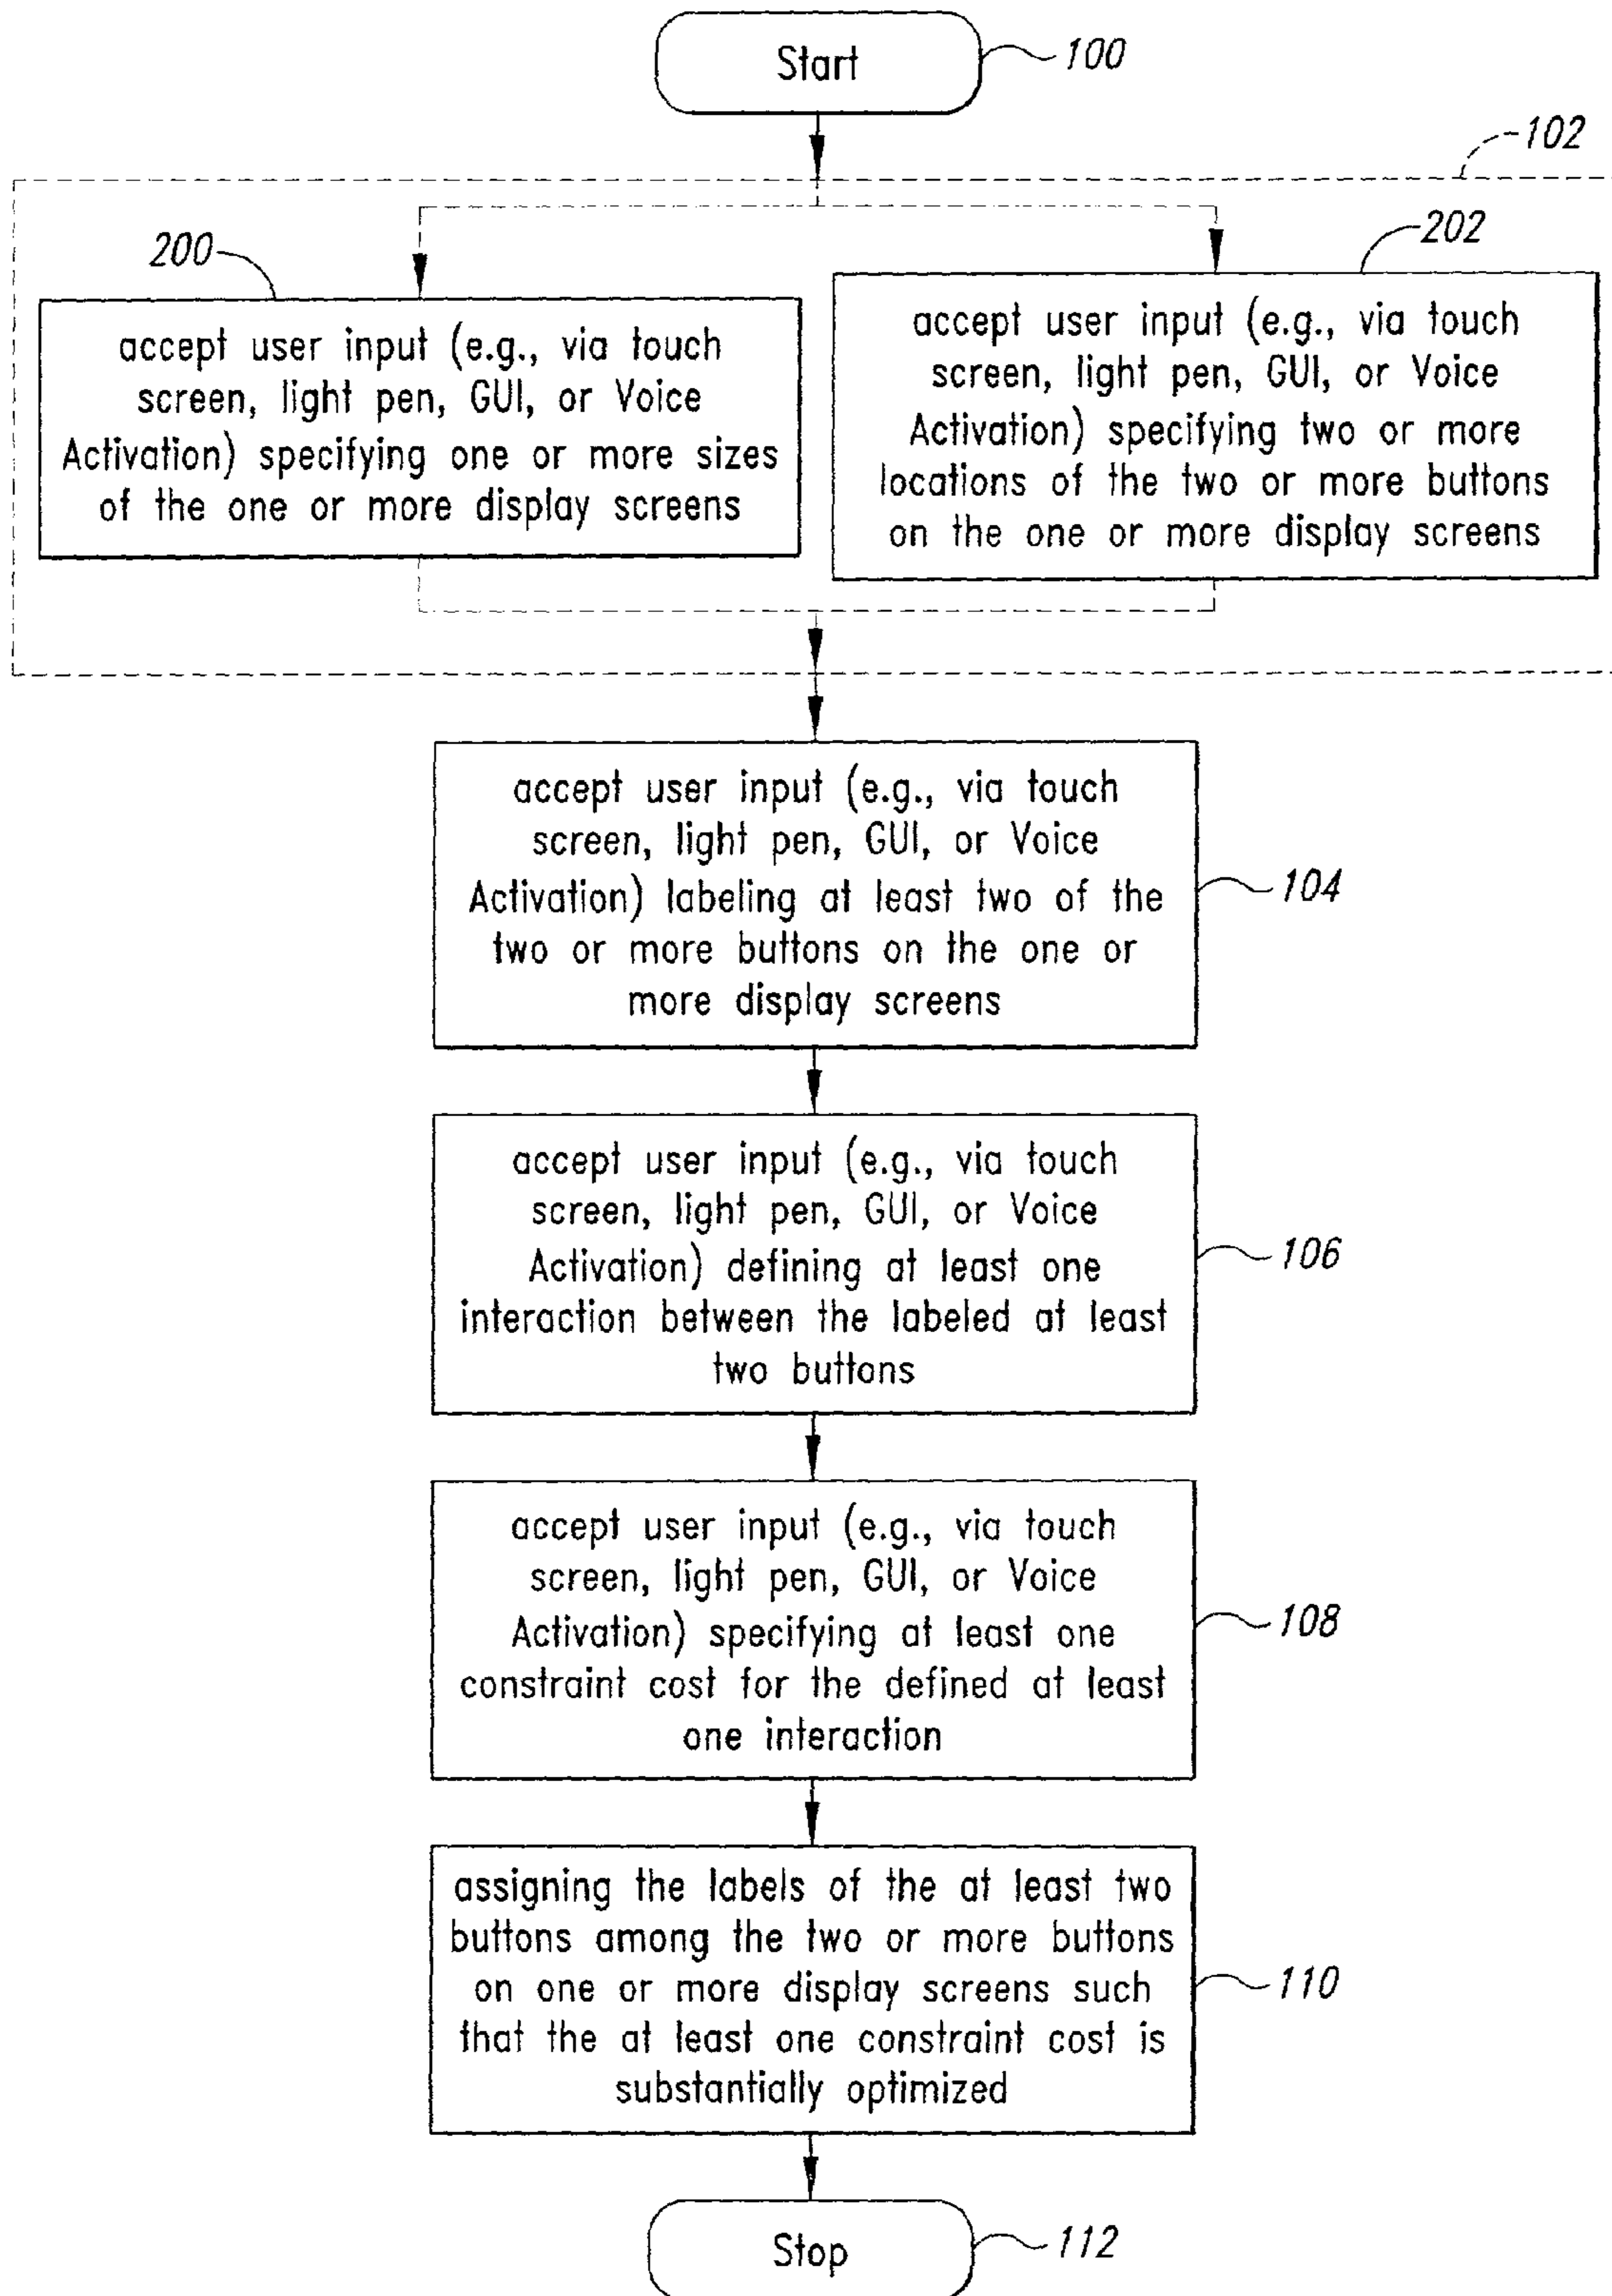 Start
100
102
200
202
accept user input (e.g., via touch
screen, light pen, GUI, or Voice
Activation) specifying one or more sizes
of the one or more display screens
accept user input (e.g., via touch
screen, light pen, GUI, or Voice
Activation) specifying two or more
locations of the two or more buttons
on the one or more display screens
accept user input (e.g., via touch
screen, light pen, GUI, or Voice
Activation) labeling at least two of the
two or more buttons on the one or
more display screens
104
accept user input (e.g., via touch
screen, light pen, GUI, or Voice
Activation) defining at least one
interaction between the labeled at least
two buttons
106
accept user input (e.g., via touch
screen, light pen, GUI, or Voice
Activation) specifying at least one
constraint cost for the defined at least
one interaction
108
assigning the labels of the at least two
buttons among the two or more buttons
on one or more display screens such
that the at least one constraint cost is
substantially optimized
110
Stop
112